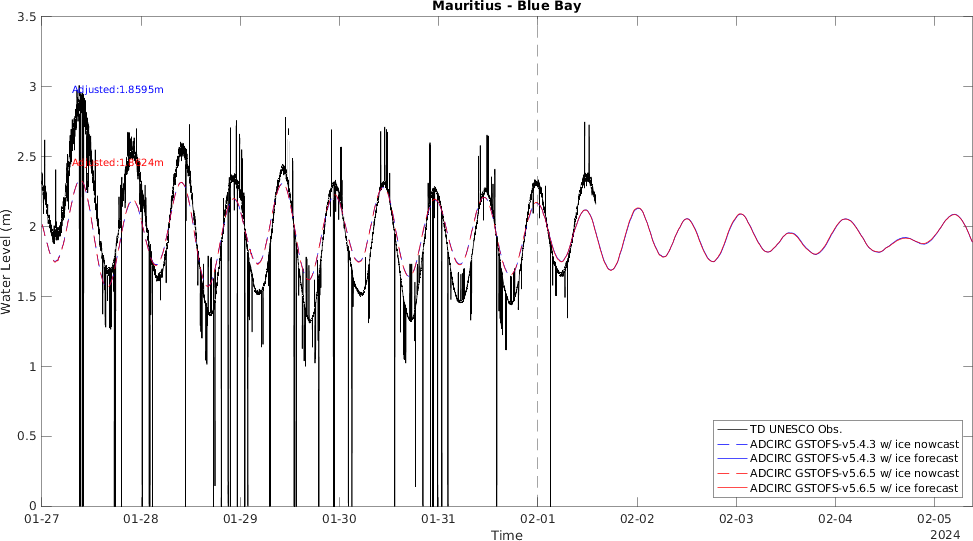 Mauritius - Blue Bay
Water Level (m)
3.5
3
2.5
2
1.5
1
0.5
0
Adjusted:1.8595m
01-27
01-28
01-29
01-30
01-31
02-01
02-02
02-03
02-04
02-05
2024
Time
TD UNESCO Obs.
ADCIRC GSTOFS-v5.4.3 w/ ice nowcast
ADCIRC GSTOFS-v5.4.3 w/ ice forecast
ADCIRC GSTOFS-v5.6.5 w/ ice nowcast
ADCIRC GSTOFS-v5.6.5 w/ ice forecast